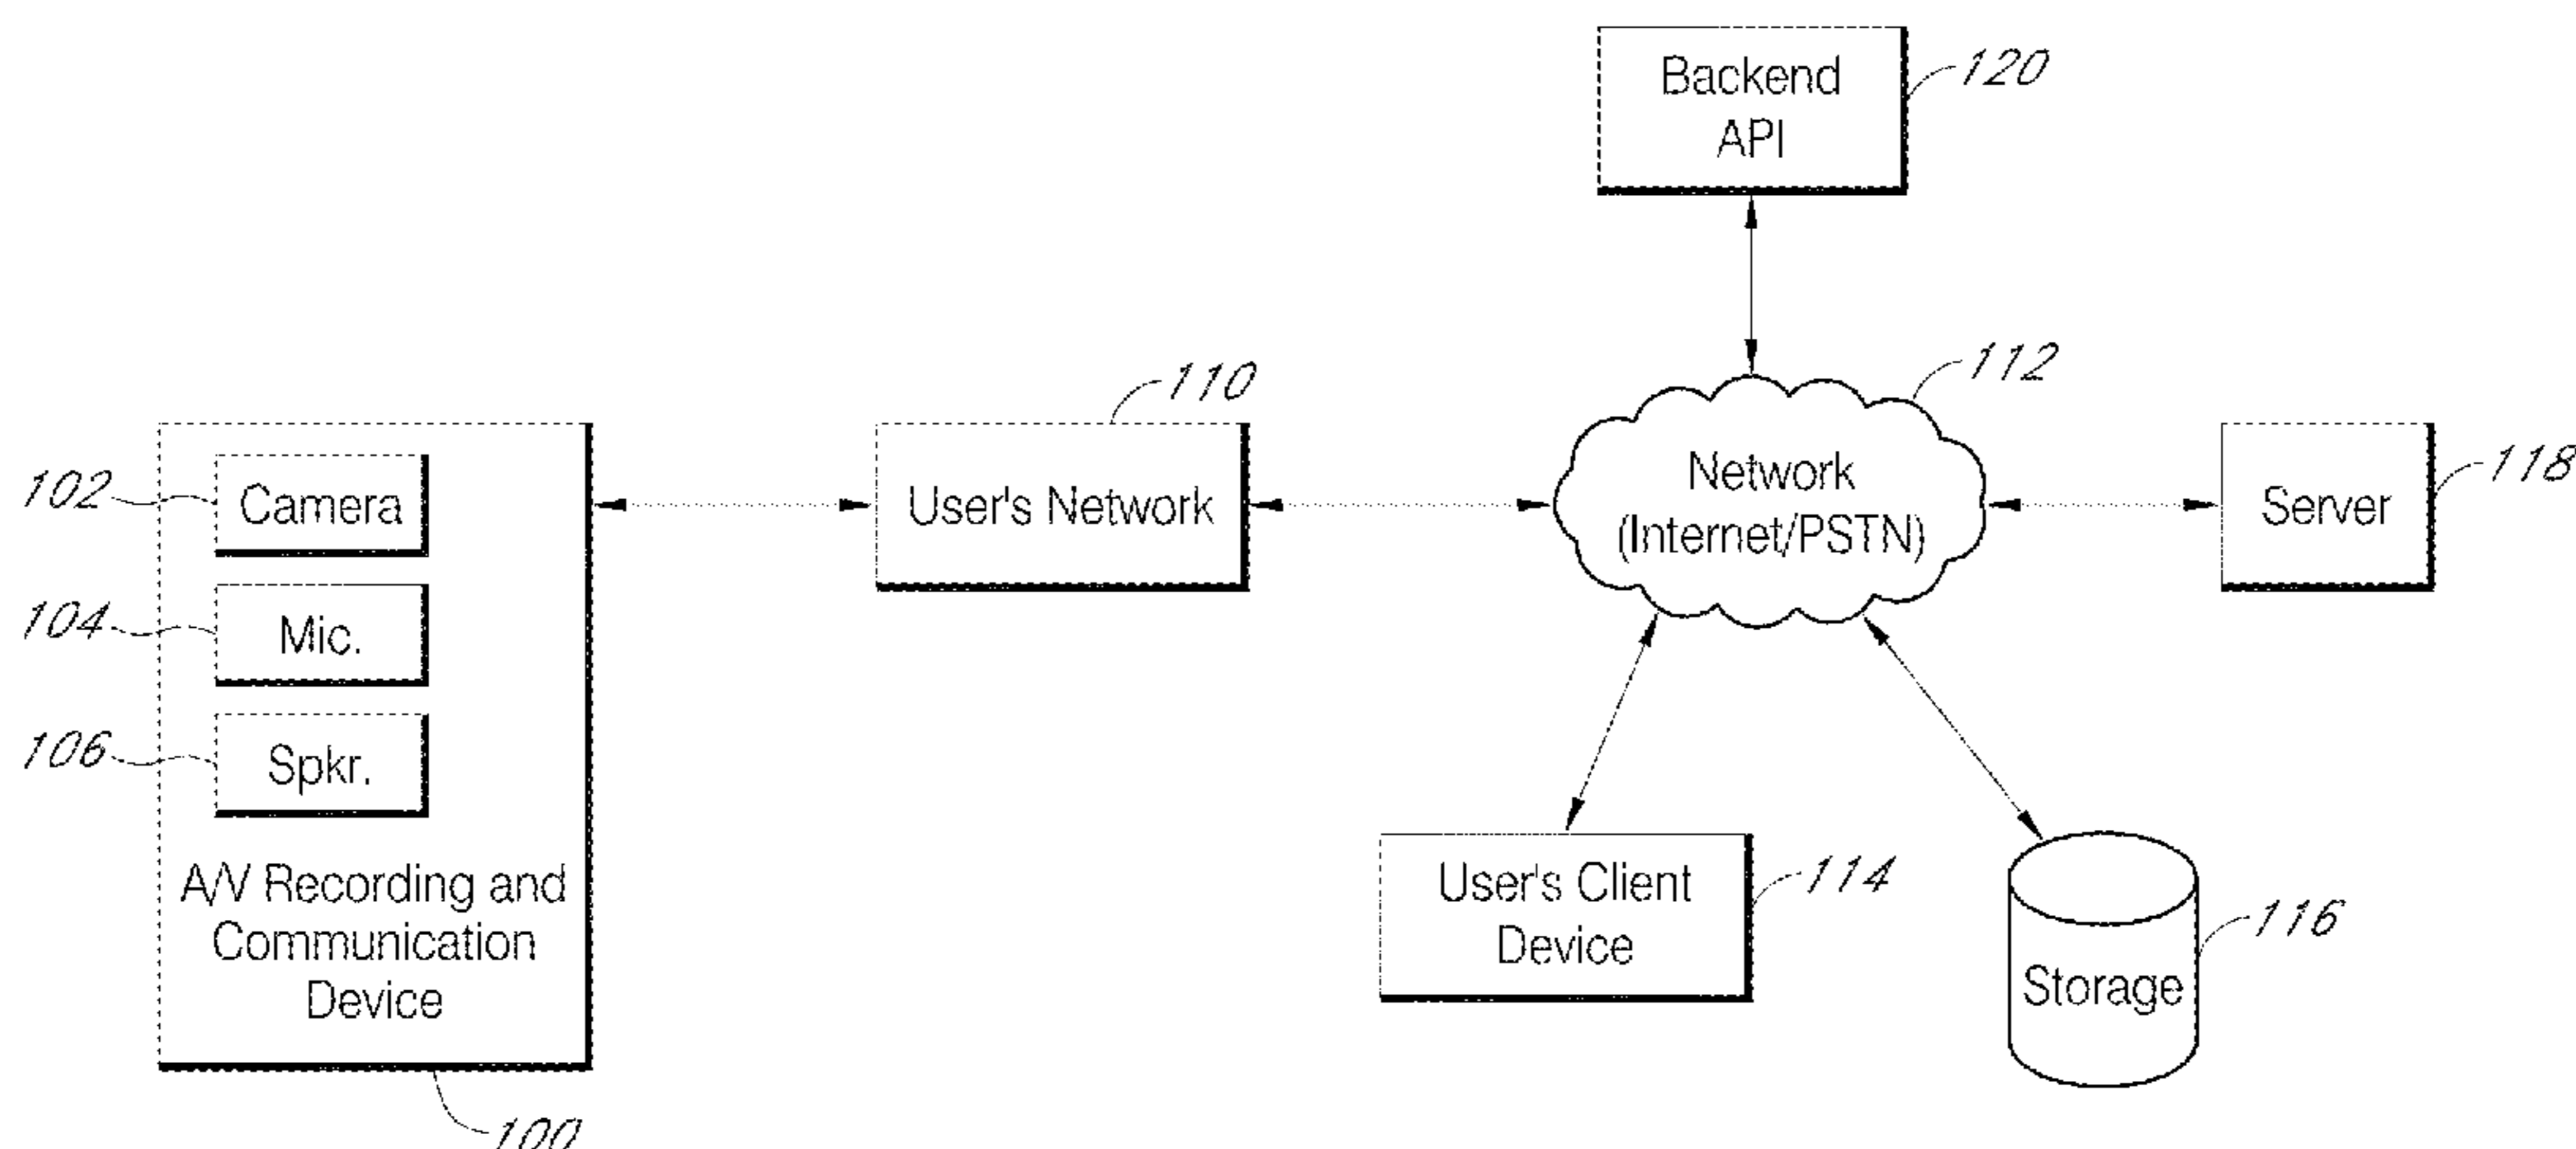 Backend
API
120
112
110
Network
(Internet/PSTN)
Server
118
User's Network
102
Camera
104
Mic.
106
Spkr.
A/V Recording and
Communication
Device
100
User's Client
Device
114
Storage
116